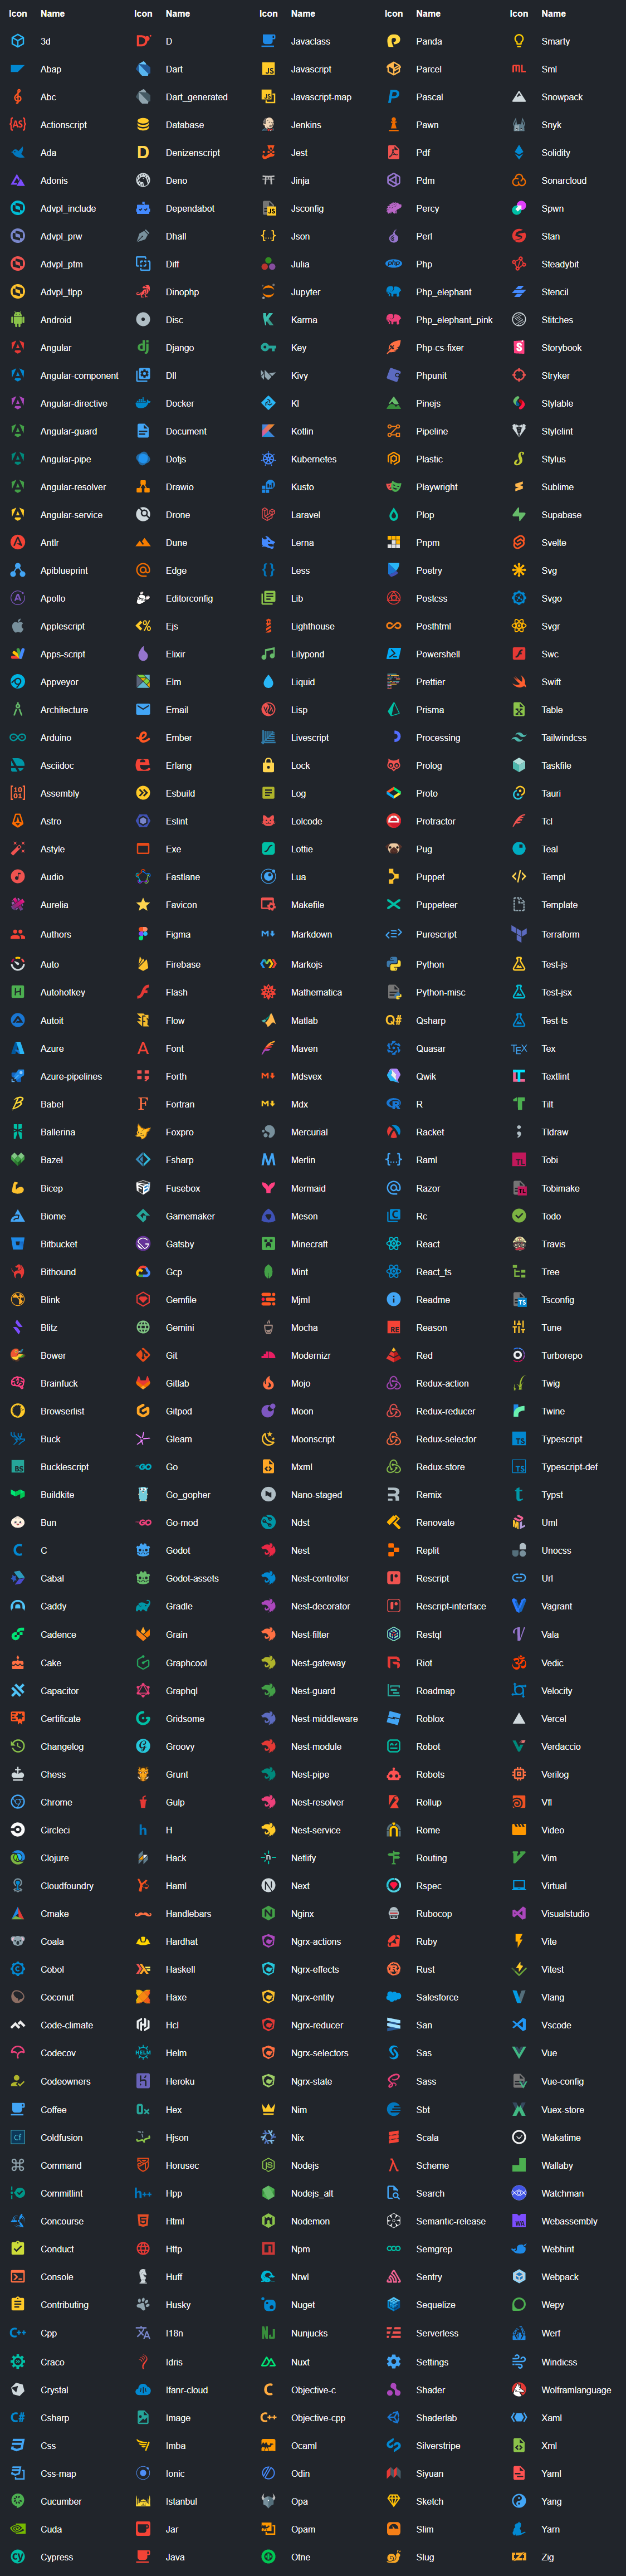 Icon Name Icon Name Icon Name Icon Name Icon Name
3d D Javaclass Panda Smarty
Abap Dart Javascript Parcel Sml
Abc Dart_generated Javascript-map Pascal Snowpack
Actionscript Database Jenkins Pawn Snyk
Ada Denizenscript Jest Pdf Solidity
Adonis Deno Jinja Pdm Sonarcloud
Advpl_include Dependabot Jsconfig Percy Spwn
Advpl_prw Dhall Json Perl Stan
Advpl_ptm Diff Julia Php Steadybit
Advpl_tlpp Dinophp Jupyter Php_elephant Stencil
Android Disc Karma Php_elephant_pink Stitches
Angular Django Key Php-cs-fixer Storybook
Angular-component Dll Kivy Phpunit Stryker
Angular-directive Docker Kl Pinejs Stylable
Angular-guard Document Kotlin Pipeline Stylelint
Angular-pipe Dotjs Kubernetes Plastic Stylus
Angular-resolver Drawio Kusto Playwright Sublime
Angular-service Drone Laravel Plop Supabase
Antlr Dune Lerna Pnpm Svelte
Apiblueprint Edge Less Poetry Svg
Apollo Editorconfig Lib Postcss Svgo
Applescript Ejs Lighthouse Posthtml Svgr
Apps-script Elixir Lilypond Powershell Swc
Appveyor Elm Liquid Prettier Swift
Architecture Email Lisp Prisma Table
Arduino Ember Livescript Processing Tailwindcss
Asciidoc Erlang Lock Prolog Taskfile
Assembly Esbuild Log Proto Tauri
Astro Eslint Lolcode Protractor Tcl
Astyle Exe Lottie Pug Teal
Audio Fastlane Lua Puppet Templ
Aurelia Favicon Makefile Puppeteer Template
Authors Figma Markdown Purescript Terraform
Auto Firebase Markojs Python Test-js
Autohotkey Flash Mathematica Python-misc Test-jsx
Autoit Flow Matlab Qsharp Test-ts
Azure Font Maven Quasar Tex
Azure-pipelines Forth Mdsvex Qwik Textlint
Babel Fortran Mdx R Tilt
Ballerina Foxpro Mercurial Racket Tldraw
Bazel Fsharp Merlin Raml Tobi
Bicep Fusebox Mermaid Razor Tobimake
Biome Gamemaker Meson Rc Todo
Bitbucket Gatsby Minecraft React Travis
Bithound Gcp Mint React_ts Tree
Blink Gemfile Mjml Readme Tsconfig
Blitz Gemini Mocha Reason Tune
Bower Git Modernizr Red Turborepo
Brainfuck Gitlab Mojo Redux-action Twig
Browserlist Gitpod Moon Redux-reducer Twine
Buck Gleam Moonscript Redux-selector Typescript
Bucklescript Go Mxml Redux-store Typescript-def
Buildkite Go_gopher Nano-staged Remix Typst
Bun Go-mod Ndst Renovate Uml
C Godot Nest Replit Unocss
Cabal Godot-assets Nest-controller Rescript Url
Caddy Gradle Nest-decorator Rescript-interface Vagrant
Cadence Grain Nest-filter Restql Vala
Cake Graphcool Nest-gateway Riot Vedic
Capacitor Graphql Nest-guard Roadmap Velocity
Certificate Gridsome Nest-middleware Roblox Vercel
Changelog Groovy Nest-module Robot Verdaccio
Chess Grunt Nest-pipe Robots Verilog
Chrome Gulp Nest-resolver Rollup Vfl
Circleci H Nest-service Rome Video
Clojure Hack Netlify Routing Vim
Cloudfoundry Haml Next Rspec Virtual
Cmake Handlebars Nginx Rubocop Visualstudio
Coala Hardhat Ngrx-actions Ruby Vite
Cobol Haskell Ngrx-effects Rust Vitest
Coconut Haxe Ngrx-entity Salesforce Vlang
Code-climate Hcl Ngrx-reducer San Vscode
Codecov Helm Ngrx-selectors Sas Vue
Codeowners Heroku Ngrx-state Sass Vue-config
Coffee Hex Nim Sbt Vuex-store
Coldfusion Hjson Nix Scala Wakatime
Command Horusec Nodejs Scheme Wallaby
Commitlint Hpp Nodejs_alt Search Watchman
Concourse Html Nodemon Semantic-release Webassembly
Conduct Http Npm Semgrep Webhint
Console Huff Nrwl Sentry Webpack
Contributing Husky Nuget Sequelize Wepy
Cpp I18n Nunjucks Serverless Werf
Craco Idris Nuxt Settings Windicss
Crystal Ifanr-cloud Objective-c Shader Wolframlanguage
Csharp Image Objective-cpp Shaderlab Xaml
Css Imba Ocaml Silverstripe Xml
Css-map Ionic Odin Siyuan Yaml
Cucumber Istanbul Opa Sketch Yang
Cuda Jar Opam Slim Yarn
Cypress Java Otne Slug Zig